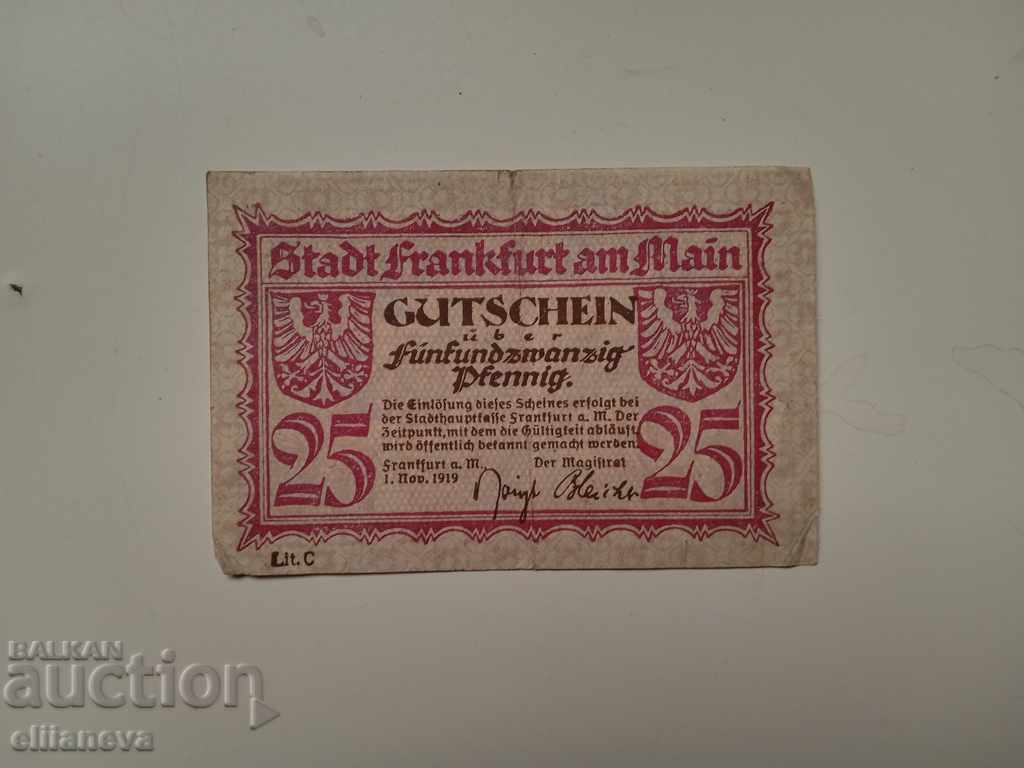 Stadt Frankfurt am Main
GUTSCHEIN
über
Fünfundzwanzig
Pfennig.
Die Einlösung dieses Scheines erfolgt bei
der Stadthauptkasse Frankfurt a. M. Der
Zeitpunkt, mit dem die Gültigkeit abläuft,
wird öffentlich bekannt gemacht werden.
Frankfurt a. M., Der Magistrat
1. Nov. 1919
25 25
Lit. C
BALKAN
auction
ellianeva